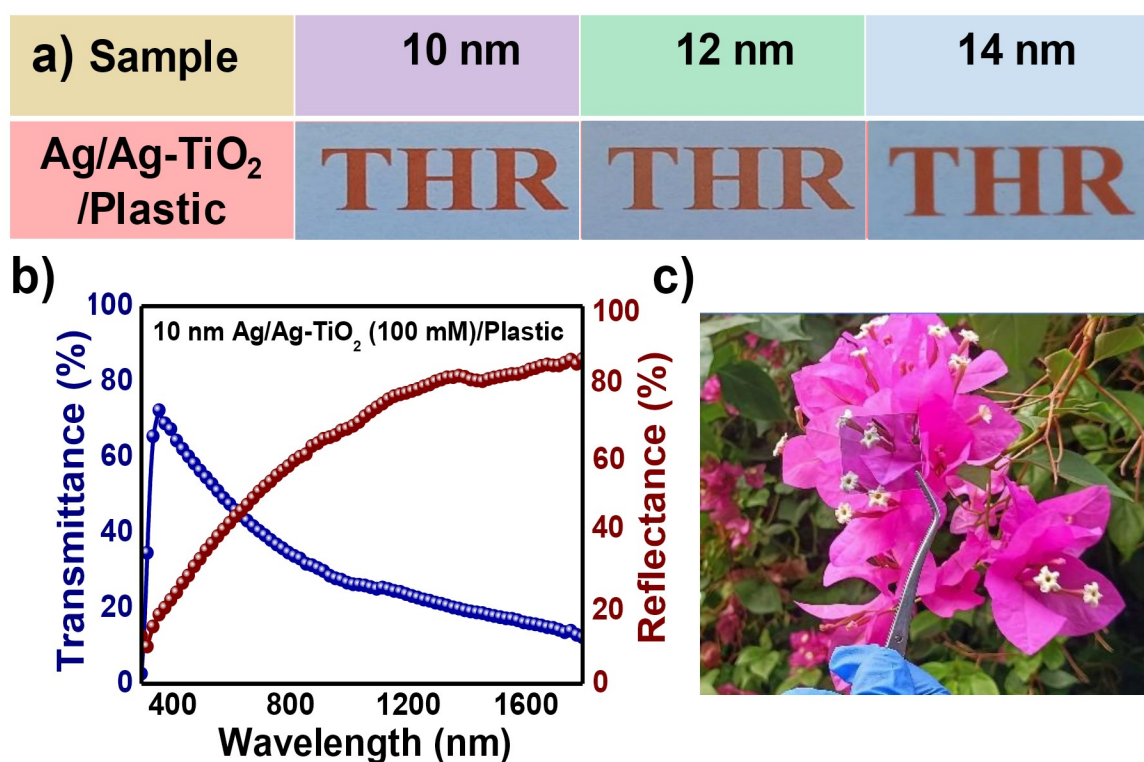 a) Sample
10 nm
12 nm
14 nm
Ag/Ag-TiO₂
/Plastic
THR
THR
THR
b)
100
80
60
40
20
0
Transmittance (%)
10 nm Ag/Ag-TiO₂ (100 mM)/Plastic
100
80
60
40
20
0
Reflectance (%)
400 800 1200 1600
Wavelength (nm)
c)